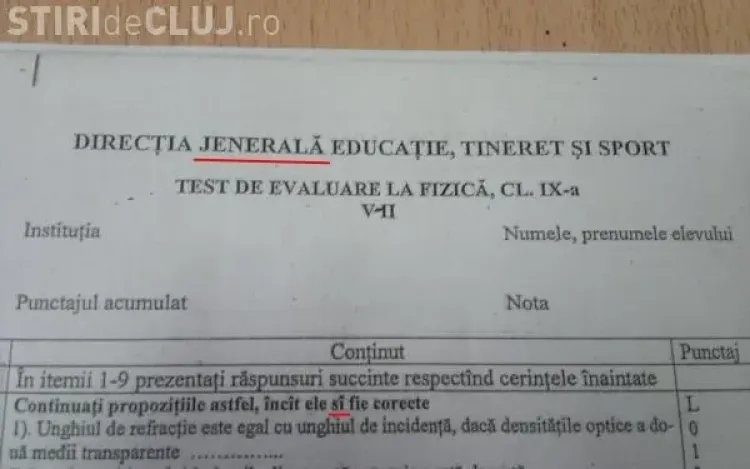 STIRIdeCLUJ.ro
DIRECȚIA JENERALĂ EDUCAȚIE, TINERET ȘI SPORT
TEST DE EVALUARE LA FIZICĂ, CL. IX-a
V-II
Instituția Numele, prenumele elevului
Punctajul acumulat Nota
Conținut Punctaj
În itemii 1-9 prezentați răspunsuri succinte respectînd cerințele înaintate
Continuați propozițiile astfel, încît ele sî fie corecte L
1). Unghiul de refracție este egal cu unghiul de incidență, dacă densitățile optice a do- 0
uă medii transparente ............... 1